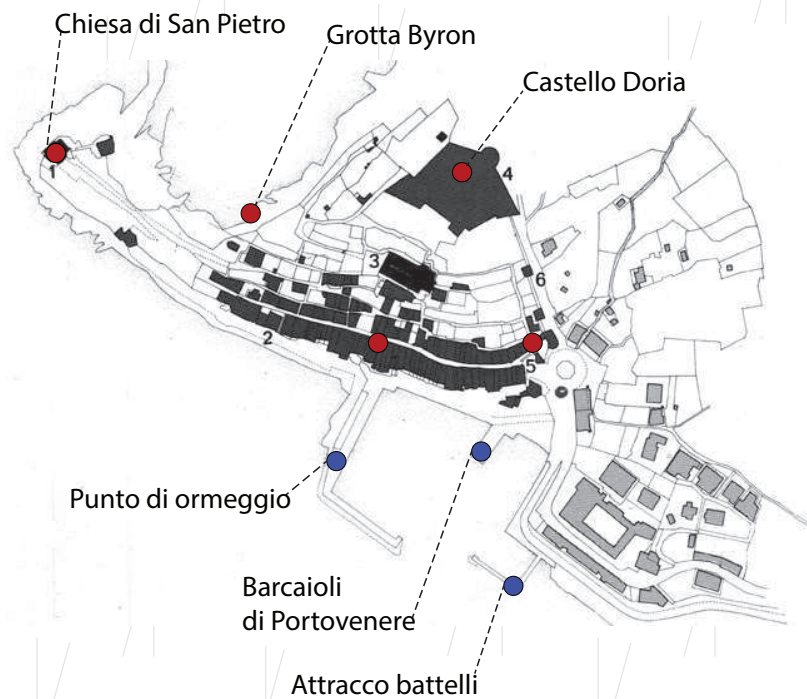 Chiesa di San Pietro
Grotta Byron
Castello Doria
1
4
3
6
2
5
Punto di ormeggio
Barcaioli
di Portovenere
Attracco battelli